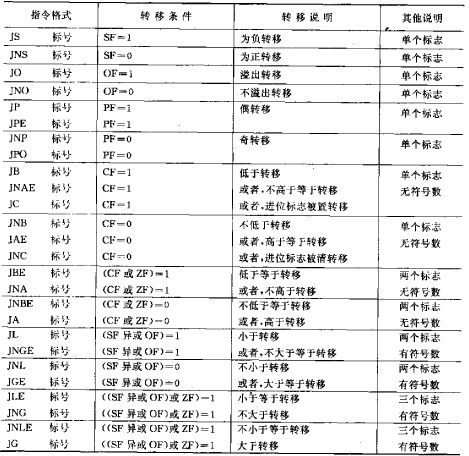 指令格式 转移条件 转移说明 其他说明
JS 标号 SF=1 为负转移 单个标志
JNS 标号 SF=0 为正转移 单个标志
JO 标号 OF=1 溢出转移 单个标志
JNO 标号 OF=0 不溢出转移 单个标志
JP 标号 PF=1 偶转移 单个标志
JPE 标号 PF=1
JNP 标号 PF=0 奇转移 单个标志
JPO 标号 PF=0
JB 标号 CF=1 低于转移 单个标志
JNAE 标号 CF=1 或者,不高于等于转移 无符号数
JC 标号 CF=1 或者,进位标志被置转移
JNB 标号 CF=0 不低于转移 单个标志
JAE 标号 CF=0 或者,高于等于转移 无符号数
JNC 标号 CF=0 或者,进位标志被清转移
JBE 标号 (CF 或 ZF)=1 低于等于转移 两个标志
JNA 标号 (CF 或 ZF)=1 或者,不高于转移 无符号数
JNBE 标号 (CF 或 ZF)=0 不低于等于转移 两个标志
JA 标号 (CF 或 ZF)=0 或者,高于转移 无符号数
JL 标号 (SF 异或 OF)=1 小于转移 两个标志
JNGE 标号 (SF 异或 OF)=1 或者,不大于等于转移 有符号数
JNL 标号 (SF 异或 OF)=0 不小于转移 两个标志
JGE 标号 (SF 异或 OF)=0 或者,大于等于转移 有符号数
JLE 标号 ((SF 异或 OF)或 ZF)=1 小于等于转移 三个标志
JNG 标号 ((SF 异或 OF)或 ZF)=1 不大于转移 有符号数
JNLE 标号 ((SF 异或 OF)或 ZF)=1 不小于等于转移 三个标志
JG 标号 ((SF 异或 OF)或 ZF)=1 大于转移 有符号数